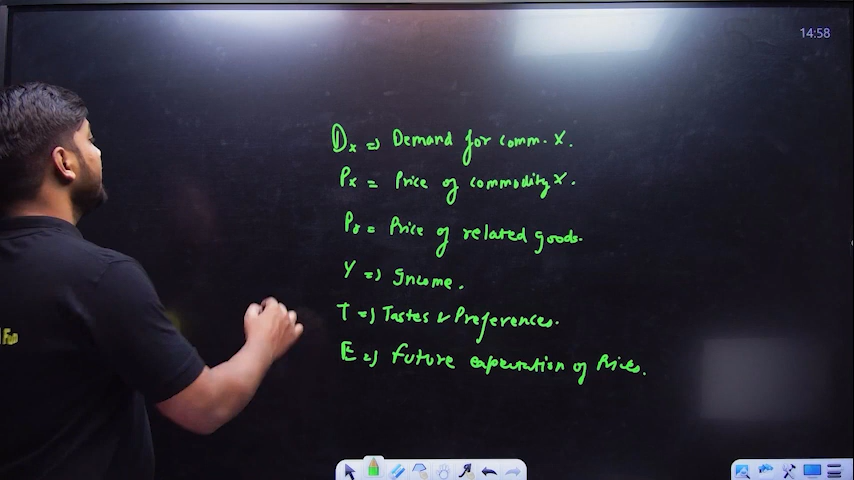 14:58
Dx => Demand for comm. X.
Px = Price of commodity X.
Pr = Price of related goods.
Y => Income.
T => Tastes & Preferences.
E => Future expectation of Prices.